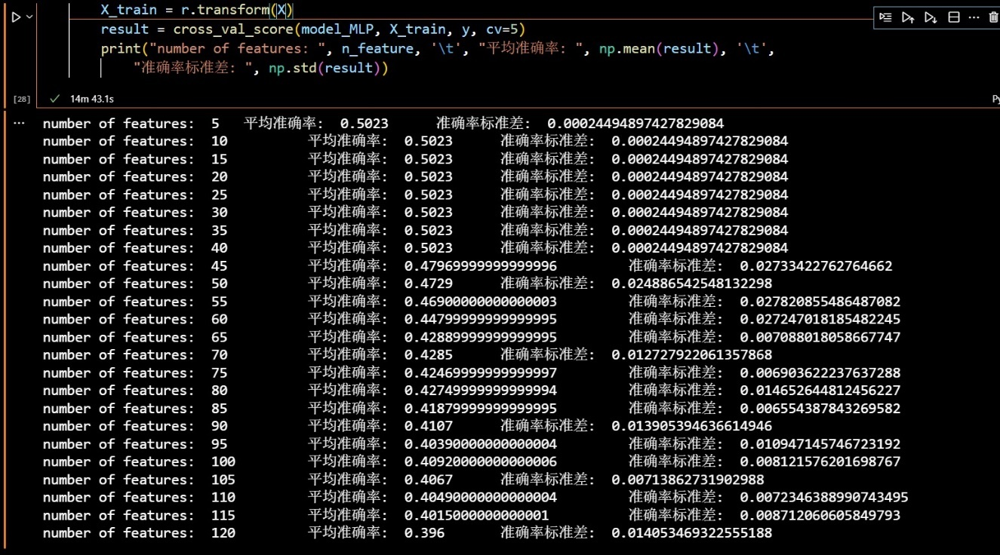 X_train = r.transform(X)
result = cross_val_score(model_MLP, X_train, y, cv=5)
print("number of features: ", n_feature, '\t', "平均准确率: ", np.mean(result), '\t',
"准确率标准差: ", np.std(result))
[28] 14m 43.1s Py
number of features: 5 平均准确率: 0.5023 准确率标准差: 0.00024494897427829084
number of features: 10 平均准确率: 0.5023 准确率标准差: 0.00024494897427829084
number of features: 15 平均准确率: 0.5023 准确率标准差: 0.00024494897427829084
number of features: 20 平均准确率: 0.5023 准确率标准差: 0.00024494897427829084
number of features: 25 平均准确率: 0.5023 准确率标准差: 0.00024494897427829084
number of features: 30 平均准确率: 0.5023 准确率标准差: 0.00024494897427829084
number of features: 35 平均准确率: 0.5023 准确率标准差: 0.00024494897427829084
number of features: 40 平均准确率: 0.5023 准确率标准差: 0.00024494897427829084
number of features: 45 平均准确率: 0.47969999999999996 准确率标准差: 0.02733422762764662
number of features: 50 平均准确率: 0.4729 准确率标准差: 0.024886542548132298
number of features: 55 平均准确率: 0.46900000000000003 准确率标准差: 0.027820855486487082
number of features: 60 平均准确率: 0.44799999999999995 准确率标准差: 0.027247018185482245
number of features: 65 平均准确率: 0.42889999999999995 准确率标准差: 0.007088018058667747
number of features: 70 平均准确率: 0.4285 准确率标准差: 0.012727922061357868
number of features: 75 平均准确率: 0.42469999999999997 准确率标准差: 0.006903622237637288
number of features: 80 平均准确率: 0.42749999999999994 准确率标准差: 0.014652644812456227
number of features: 85 平均准确率: 0.41879999999999995 准确率标准差: 0.006554387843269582
number of features: 90 平均准确率: 0.4107 准确率标准差: 0.013905394636614946
number of features: 95 平均准确率: 0.40390000000000004 准确率标准差: 0.010947145746723192
number of features: 100 平均准确率: 0.40920000000000006 准确率标准差: 0.008121576201698767
number of features: 105 平均准确率: 0.4067 准确率标准差: 0.00713862731902988
number of features: 110 平均准确率: 0.40490000000000004 准确率标准差: 0.0072346388990743495
number of features: 115 平均准确率: 0.4015000000000001 准确率标准差: 0.008712060605849793
number of features: 120 平均准确率: 0.396 准确率标准差: 0.014053469322555188